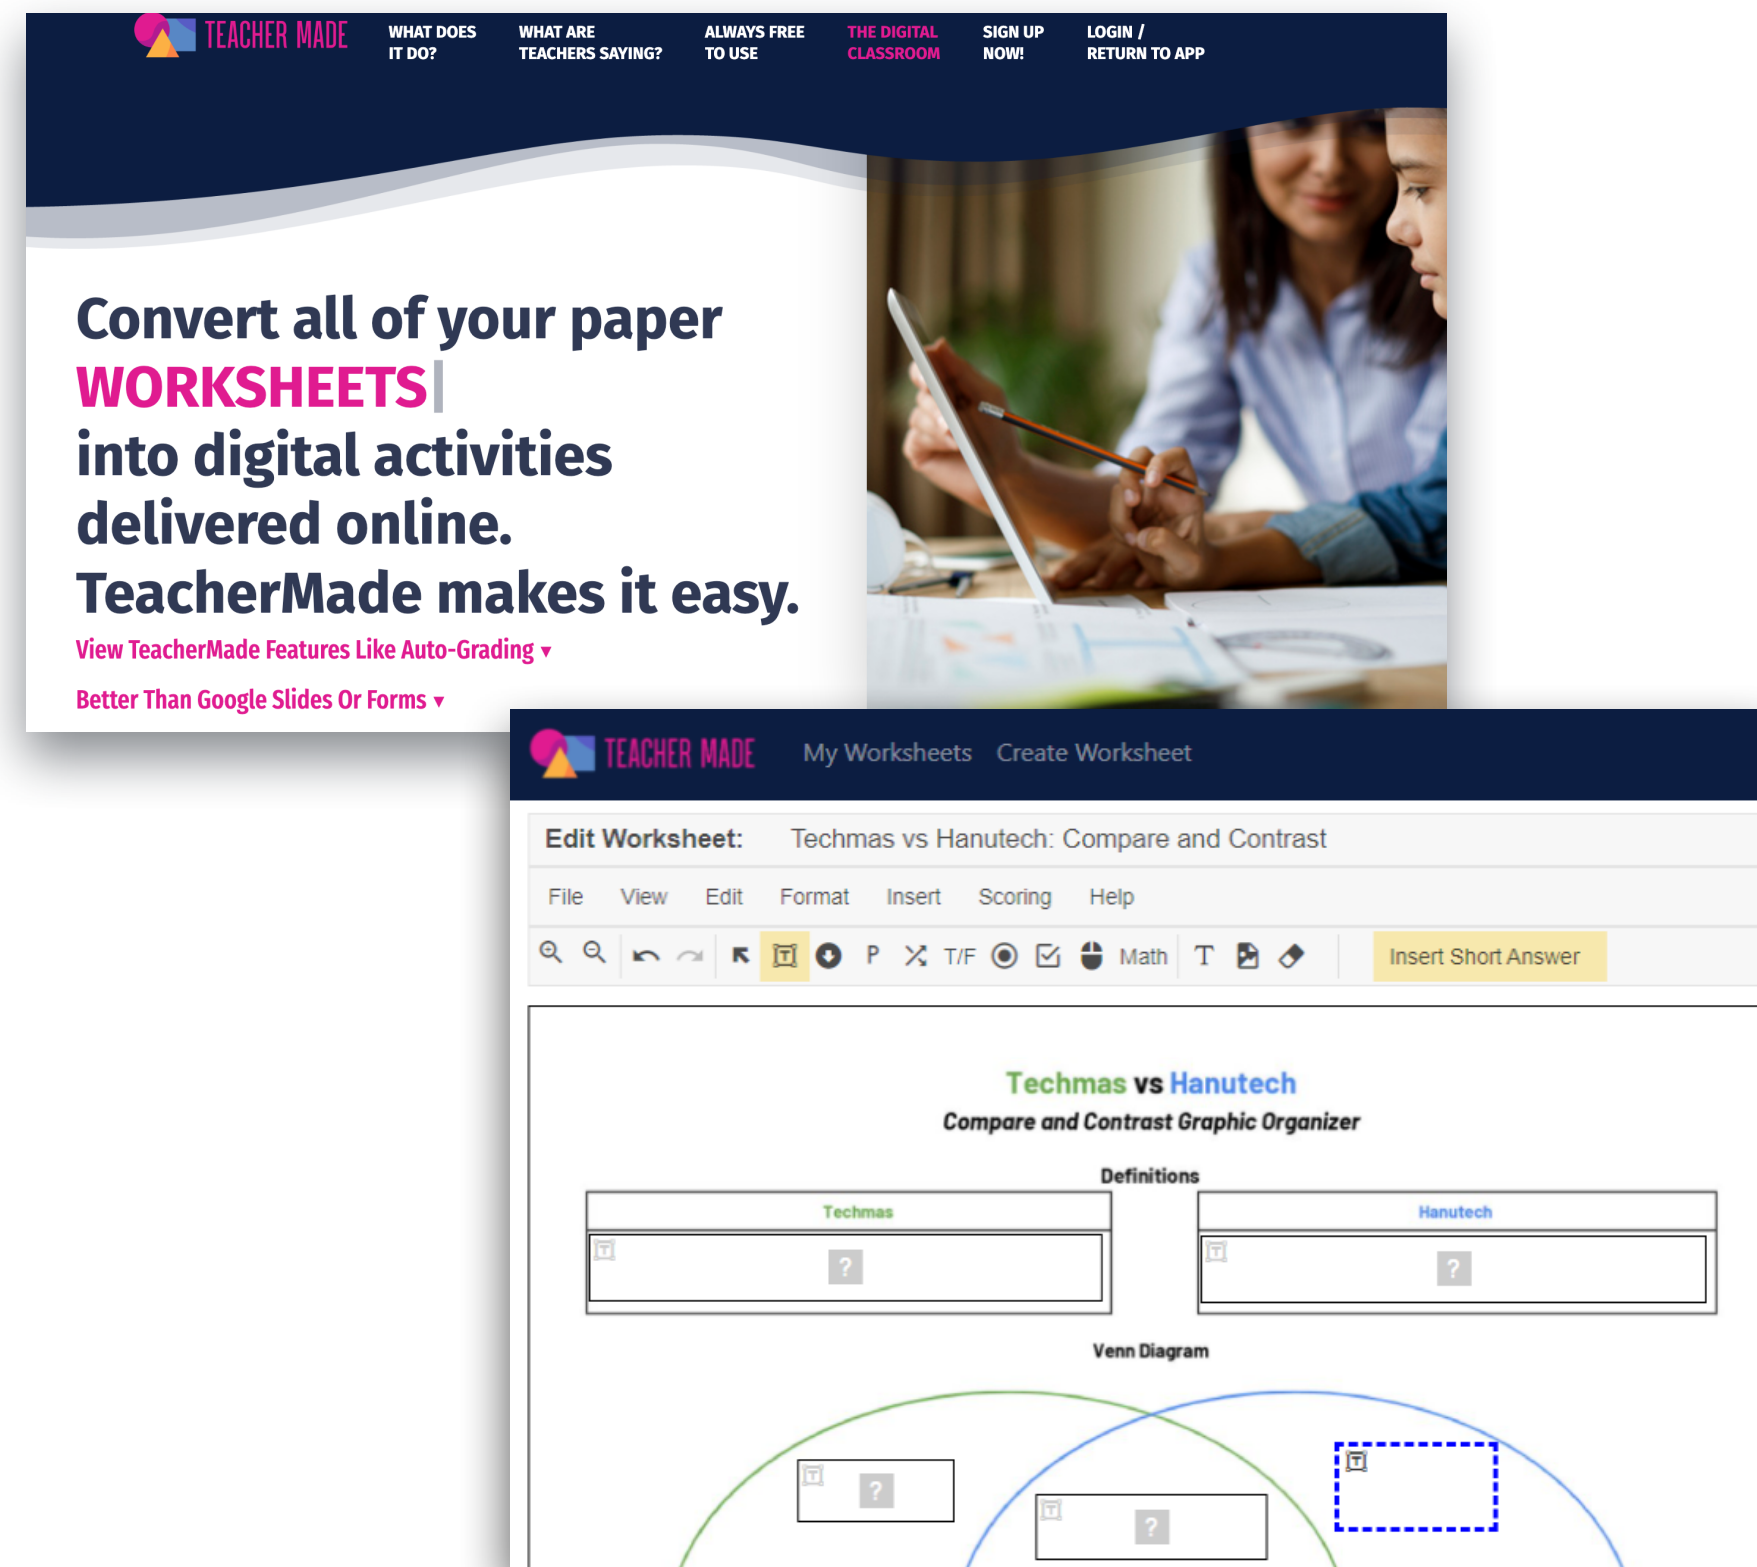 TEACHER MADE
WHAT DOES
IT DO?
WHAT ARE
TEACHERS SAYING?
ALWAYS FREE
TO USE
THE DIGITAL
CLASSROOM
SIGN UP
NOW!
LOGIN /
RETURN TO APP
Convert all of your paper
WORKSHEETS
into digital activities
delivered online.
TeacherMade makes it easy.
View TeacherMade Features Like Auto-Grading ▾
Better Than Google Slides Or Forms ▾
TEACHER MADE My Worksheets Create Worksheet
Edit Worksheet: Techmas vs Hanutech: Compare and Contrast
File View Edit Format Insert Scoring Help
T P T/F Math T Insert Short Answer
Techmas vs Hanutech
Compare and Contrast Graphic Organizer
Definitions
Techmas Hanutech
T ? T ?
Venn Diagram
T ? T
T ?